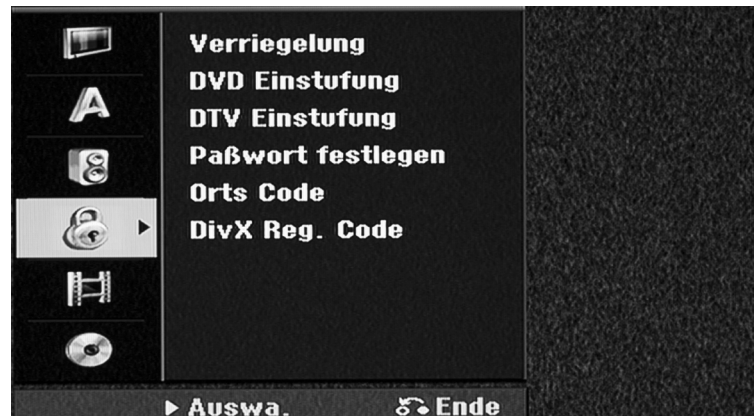 Verriegelung
DVD Einstufung
DTV Einstufung
Paßwort festlegen
Orts Code
DivX Reg. Code
Auswa. Ende